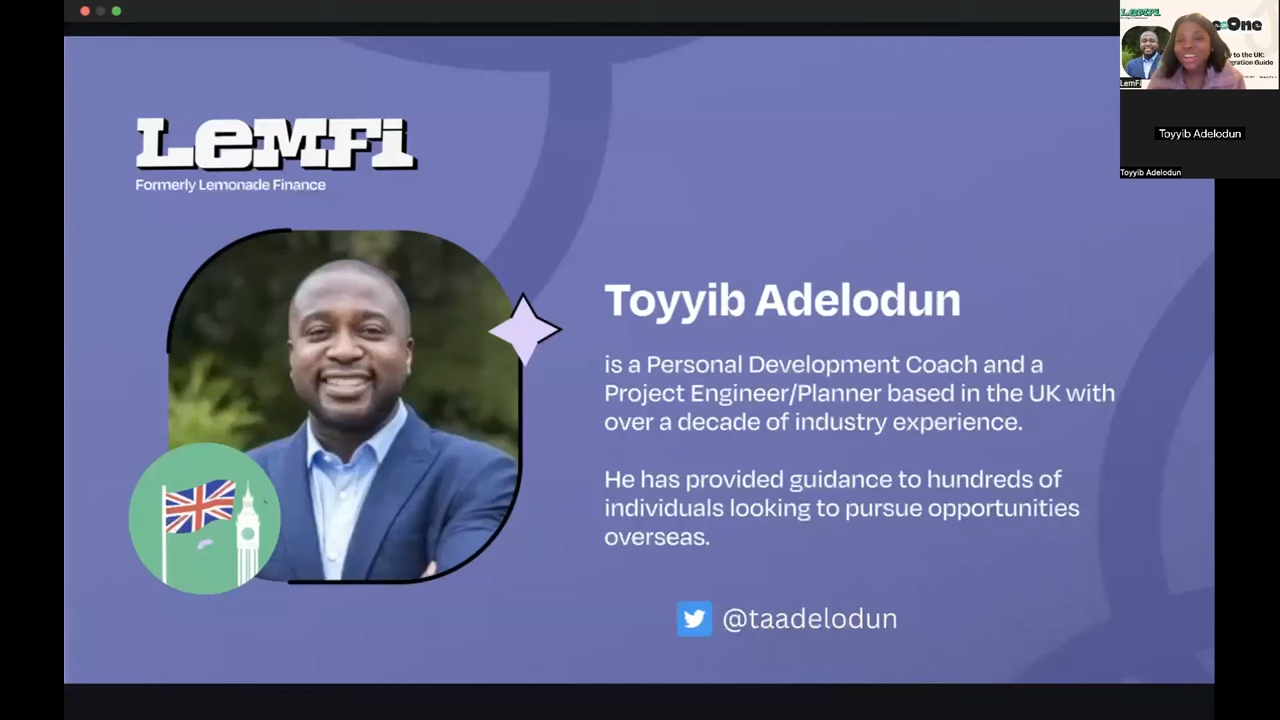 LeMFi
Formerly Lemonade Finance
Toyyib Adelodun
is a Personal Development Coach and a
Project Engineer/Planner based in the UK with
over a decade of industry experience.
He has provided guidance to hundreds of
individuals looking to pursue opportunities
overseas.
@taadelodun
LeMFi
One
to the UK:
gration Guide
LemFi
Toyyib Adelodun
Toyyib Adelodun